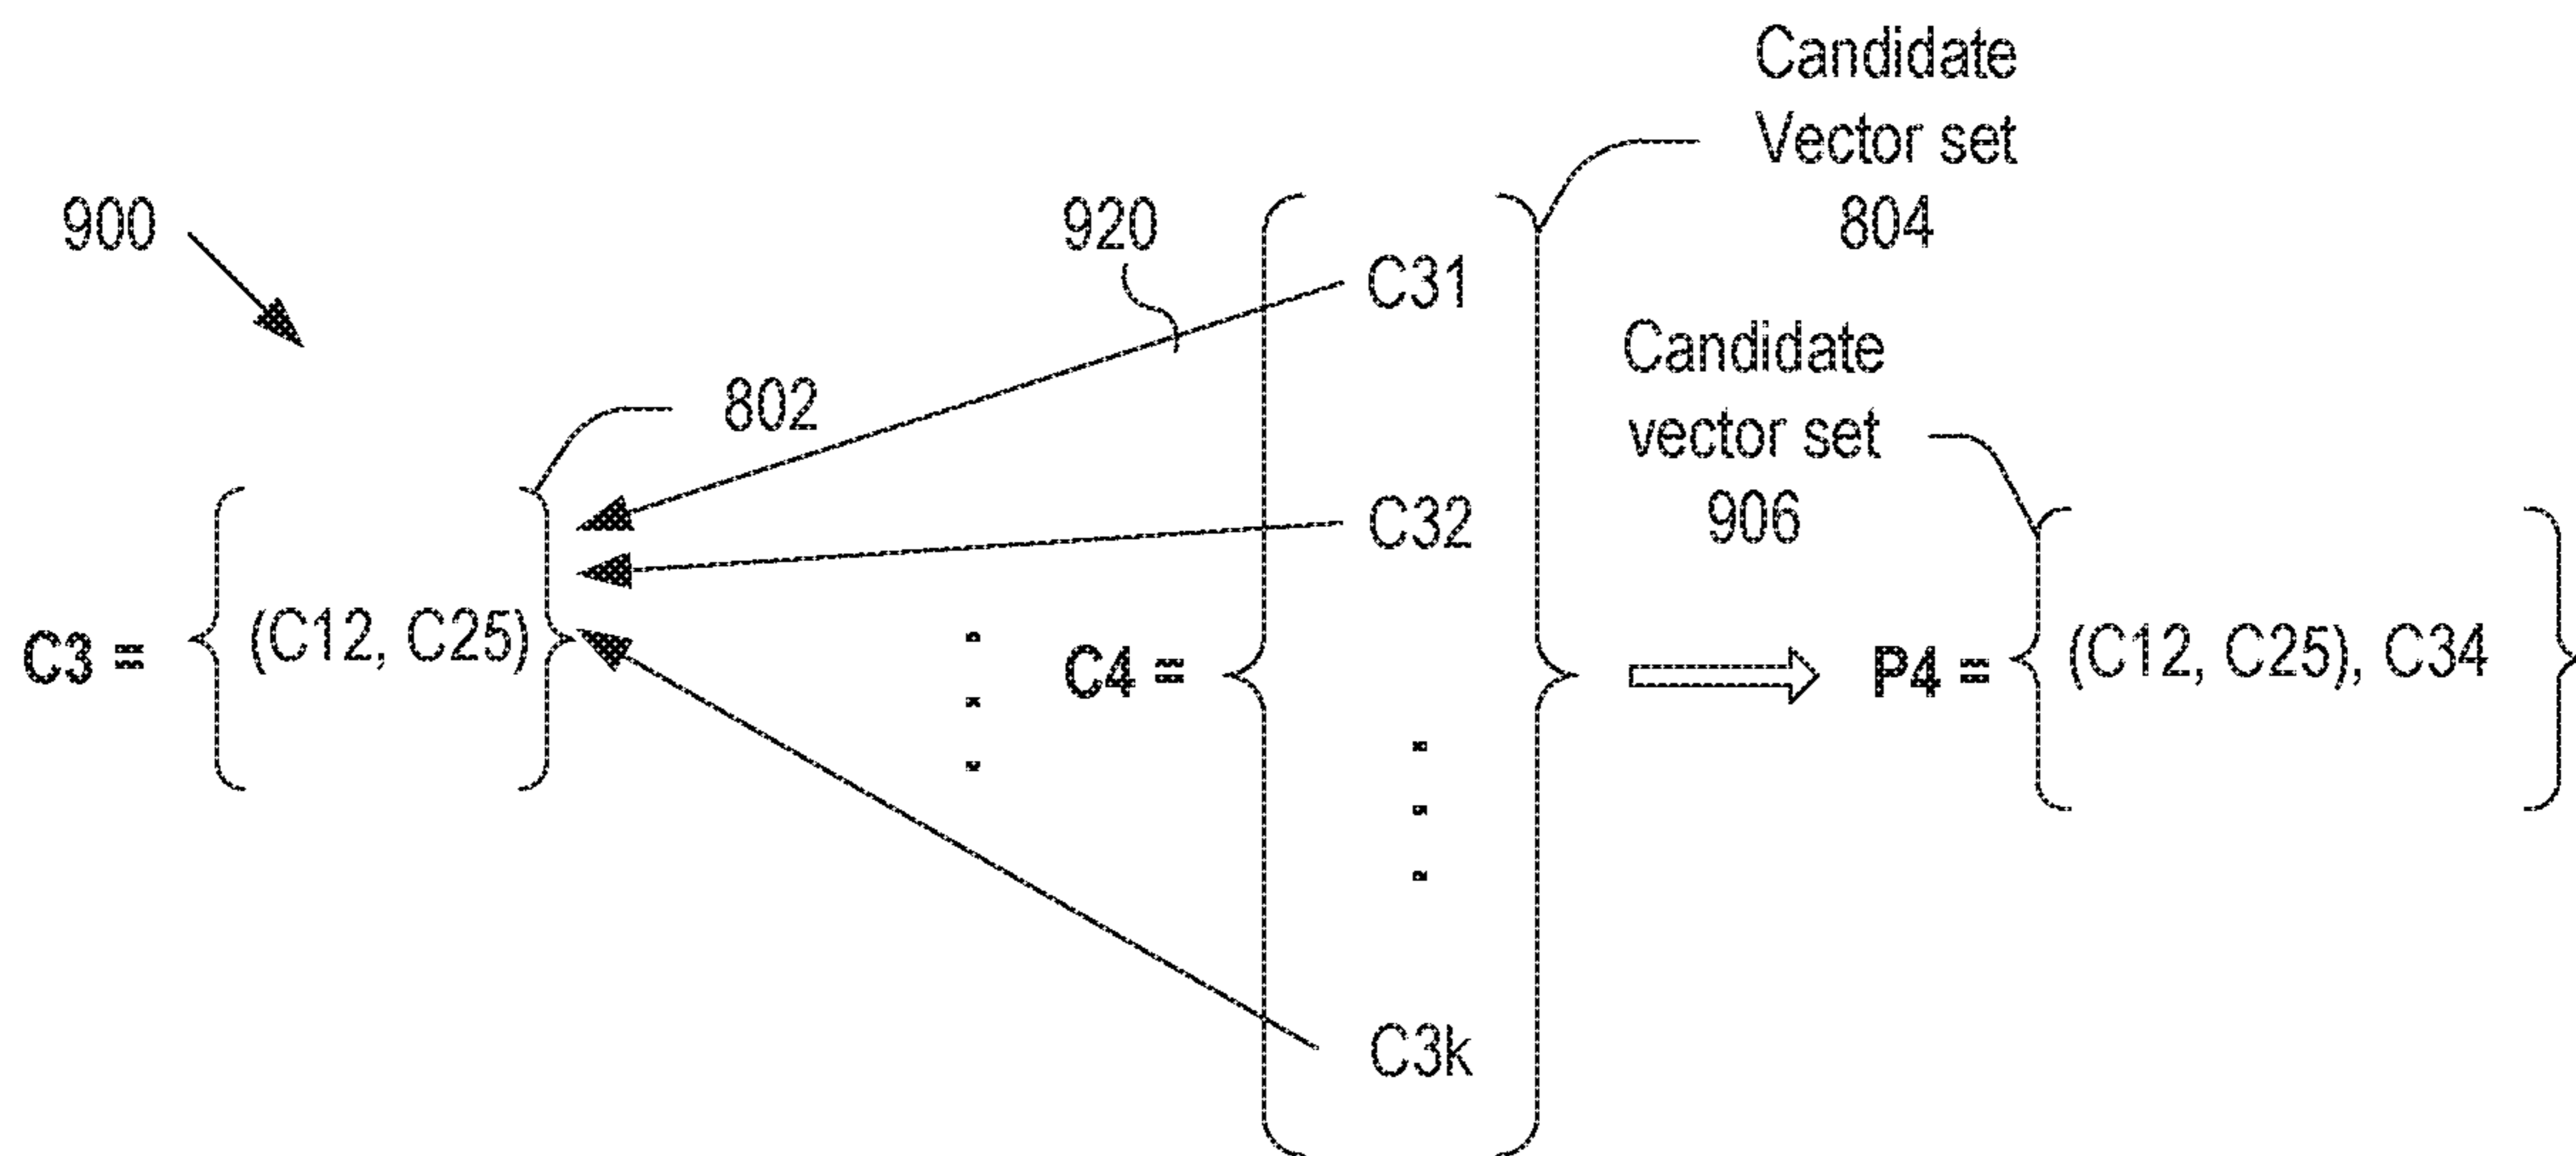 Candidate
Vector set
804
900
920
C31
Candidate
vector set
906
802
C32
C3 = { (C12, C25) }
C4 =
P4 = { (C12, C25), C34 }
C3k